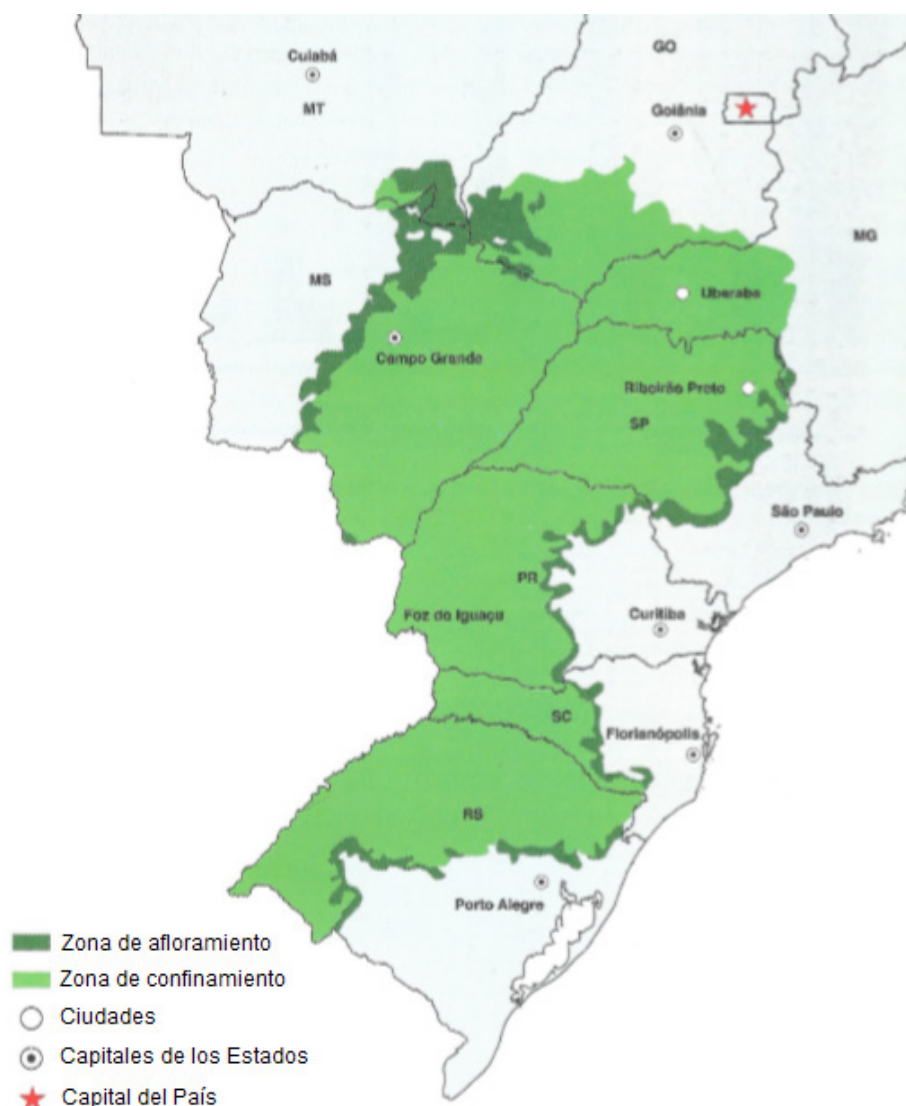 GO
Cuiabá
MT
Goiânia
MG
MS
Uberaba
Campo Grande
Ribeirão Preto
SP
São Paulo
PR
Foz do Iguaçu
Curitiba
SC
Florianópolis
RS
Porto Alegre
Zona de afloramiento
Zona de confinamiento
Ciudades
Capitales de los Estados
Capital del País